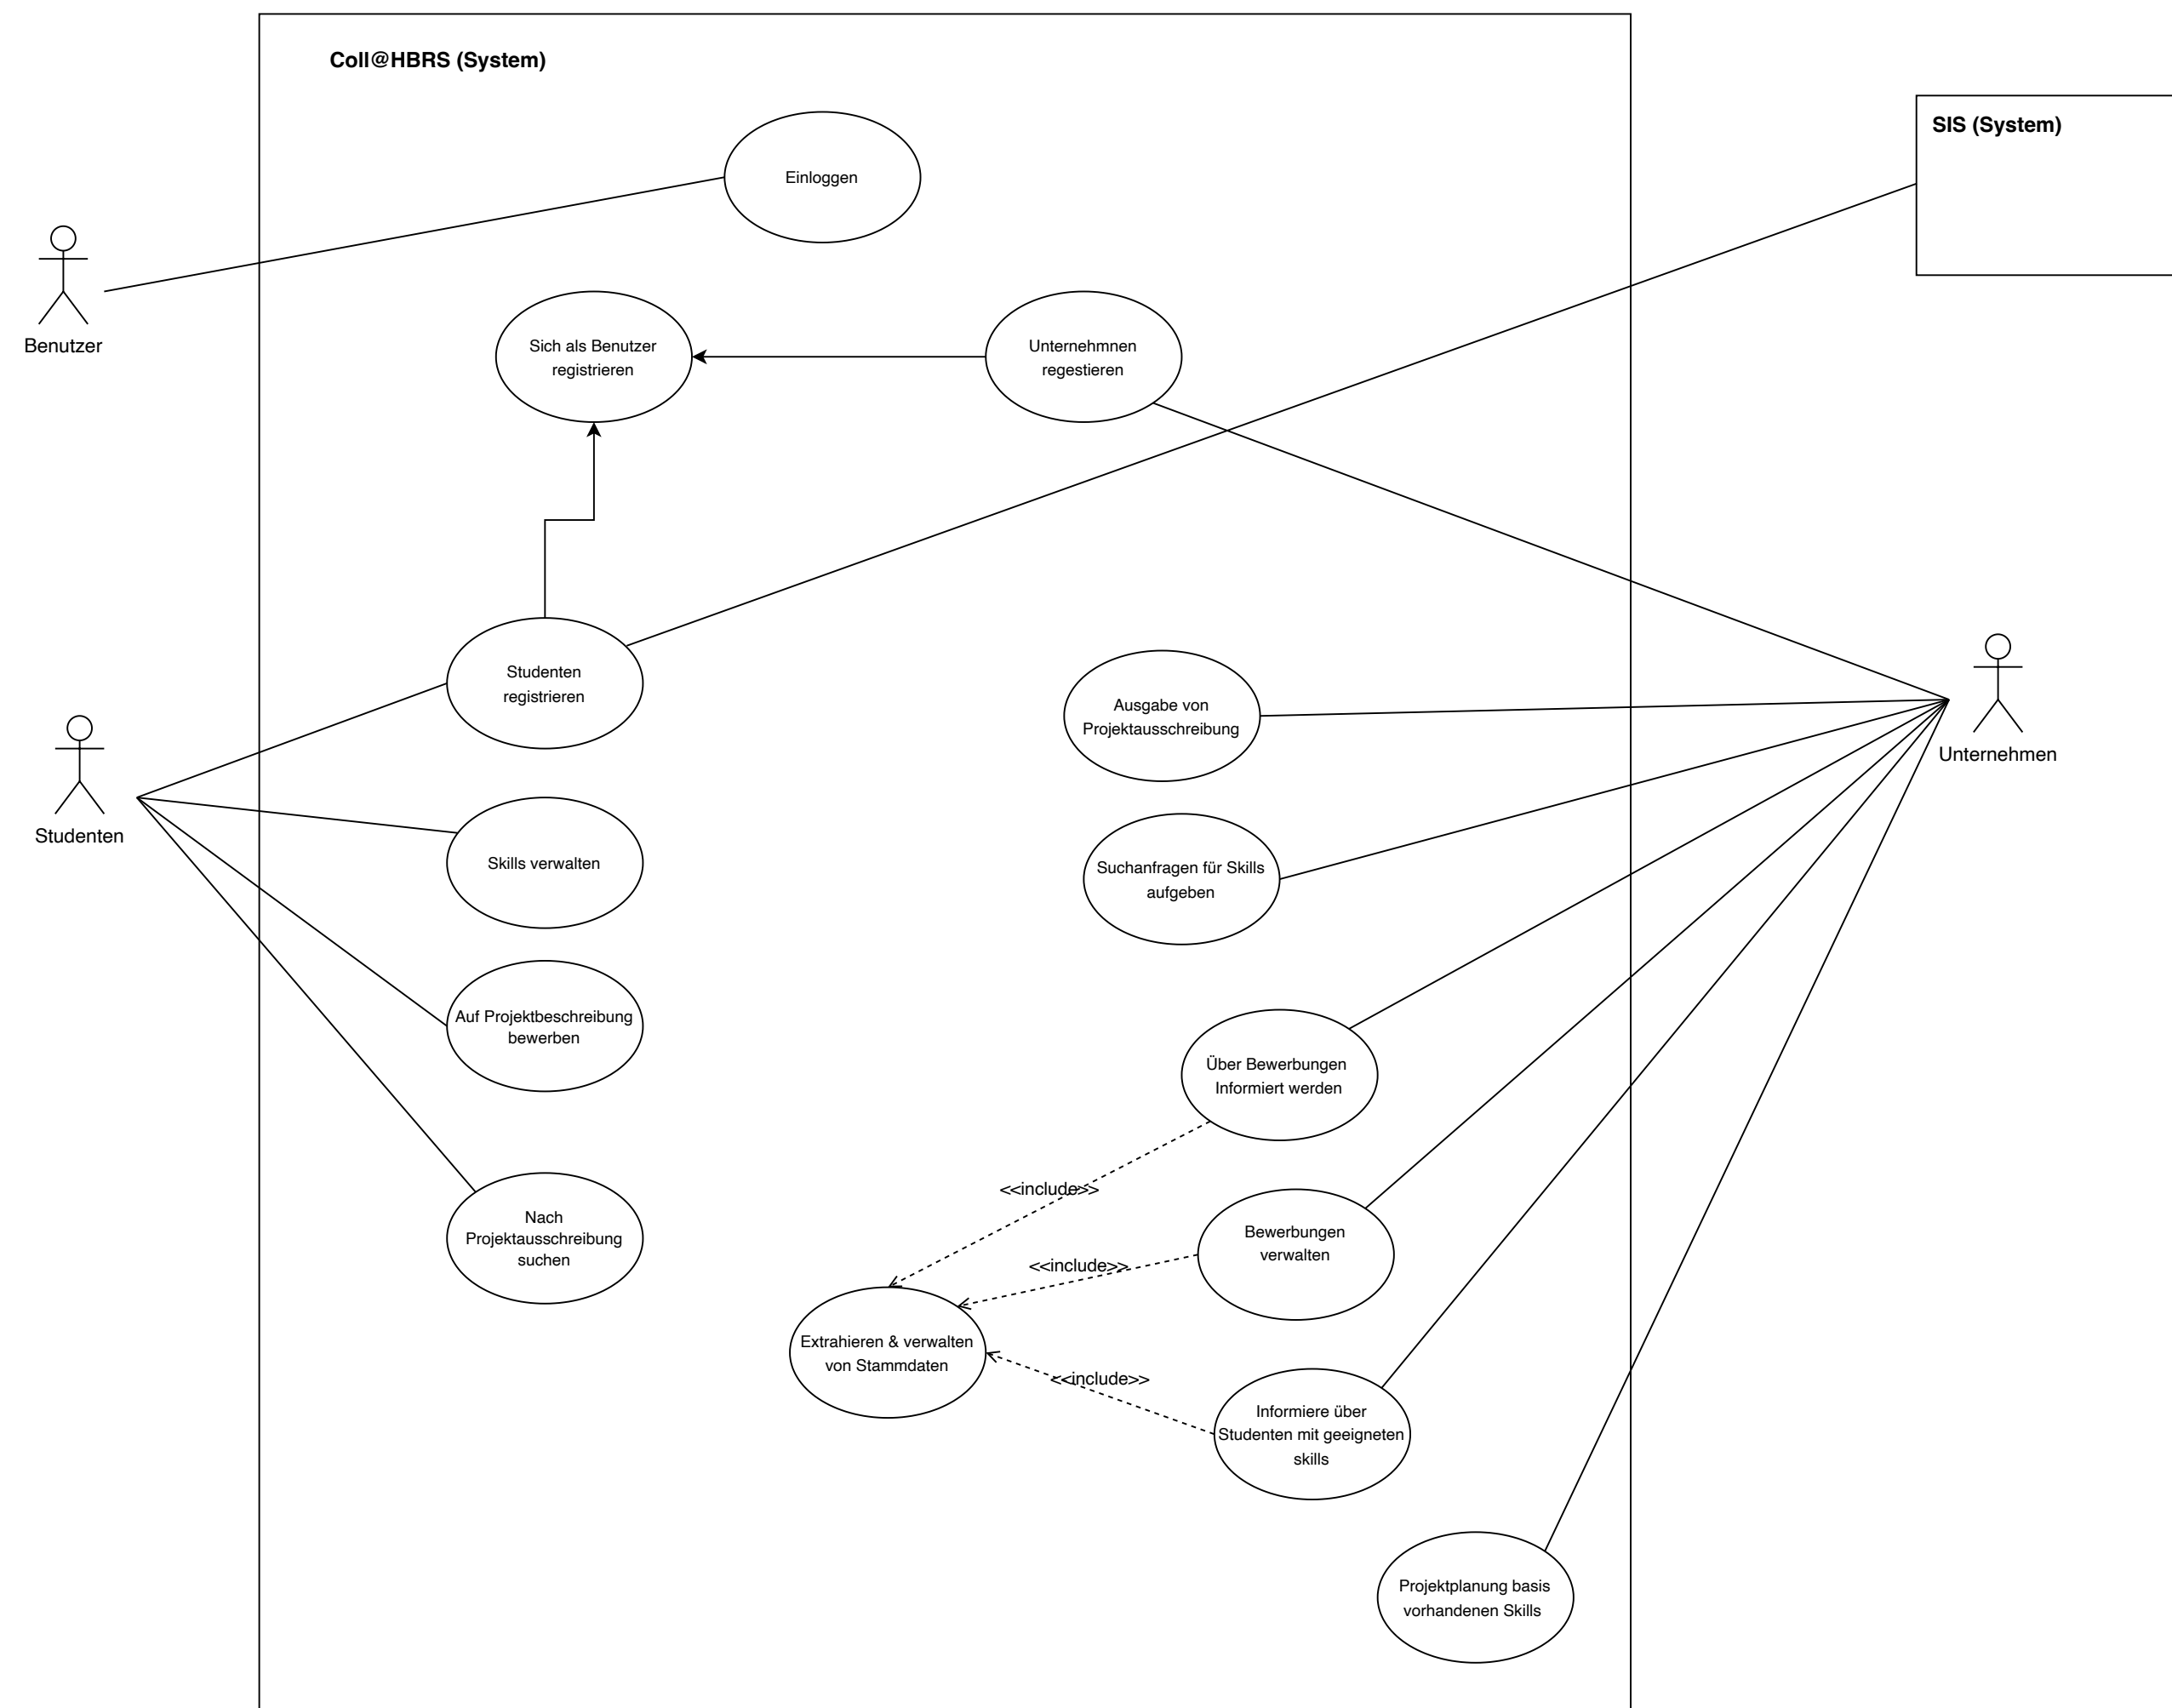 Coll@HBRS (System)
SIS (System)
Einloggen
Benutzer
Sich als Benutzer
registrieren
Unternehmnen
regestieren
Studenten
registrieren
Ausgabe von
Projektausschreibung
Unternehmen
Studenten
Skills verwalten
Suchanfragen für Skills
aufgeben
Auf Projektbeschreibung
bewerben
Über Bewerbungen
Informiert werden
<<include>>
Nach
Projektausschreibung
suchen
Bewerbungen
verwalten
<<include>>
Extrahieren & verwalten
von Stammdaten
<<include>>
Informiere über
Studenten mit geeigneten
skills
Projektplanung basis
vorhandenen Skills